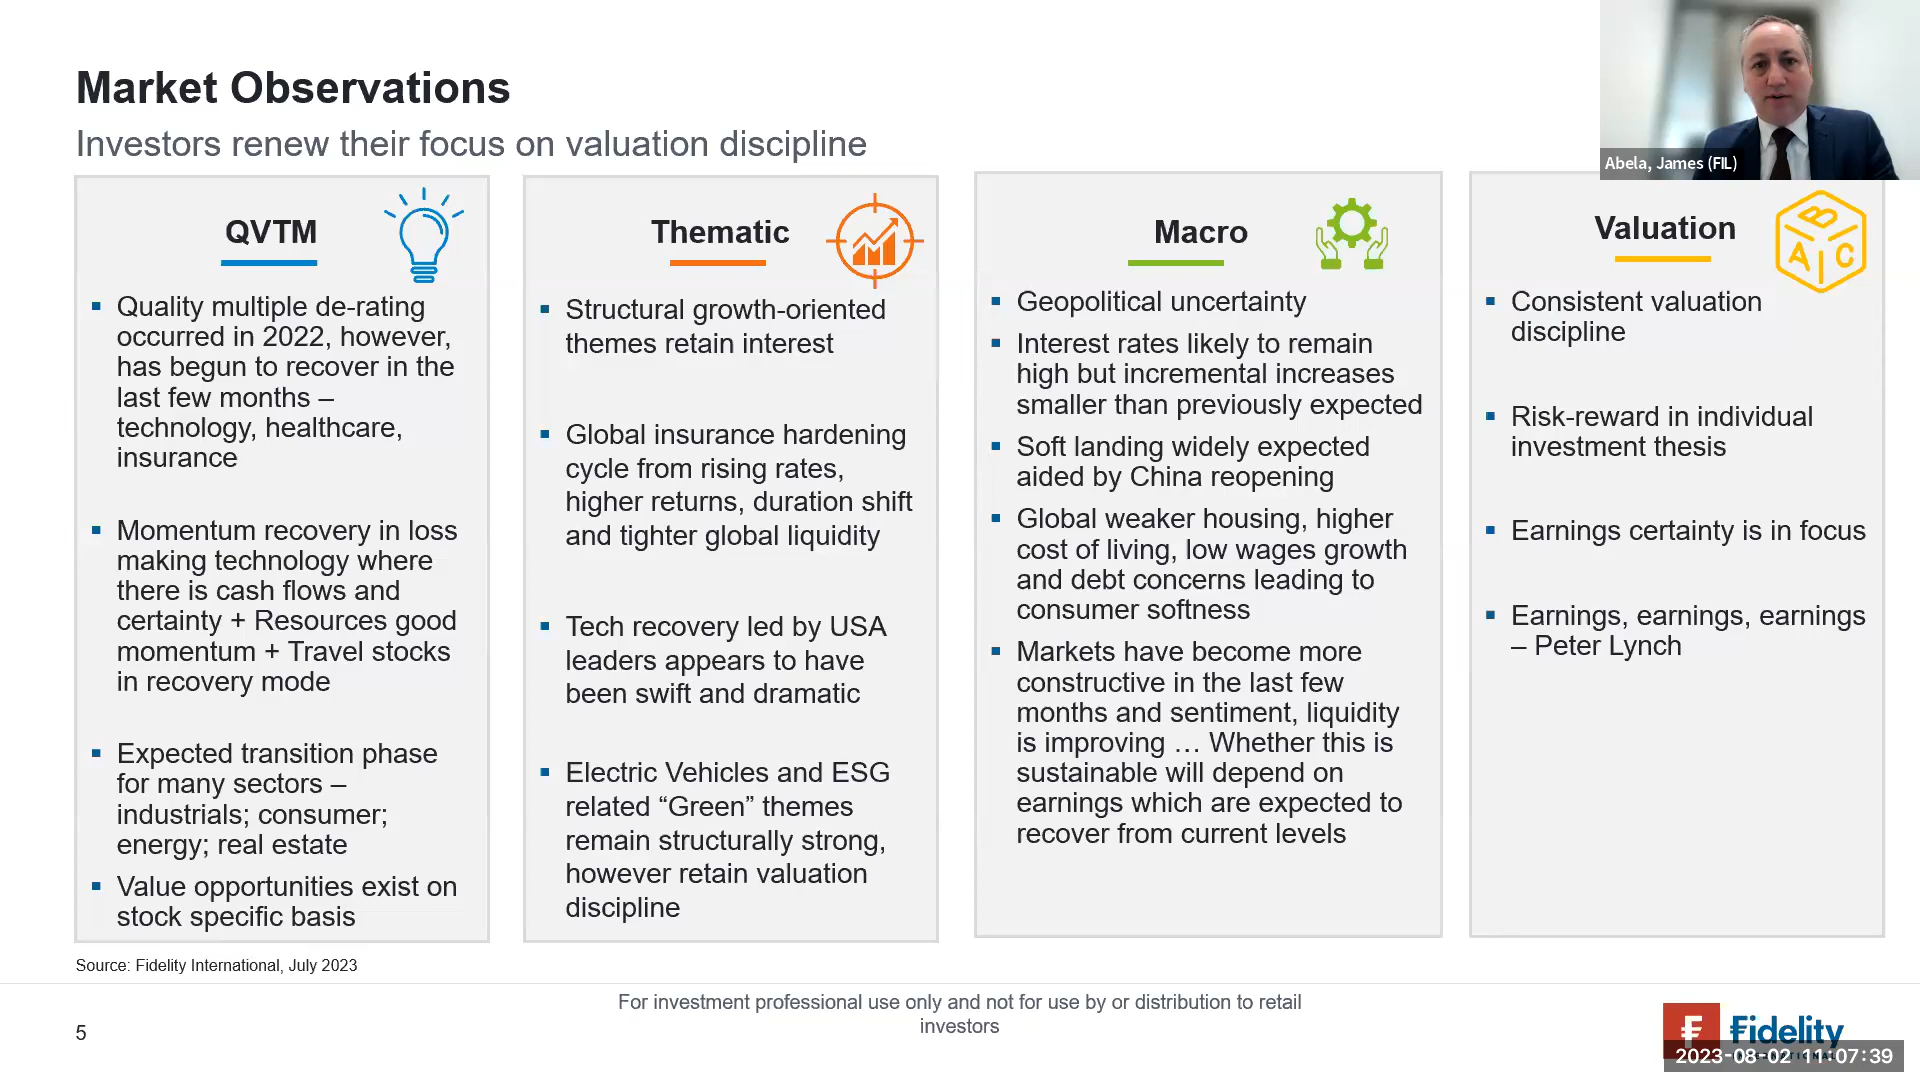 Market Observations
Investors renew their focus on valuation discipline
Abela, James (FIL)
QVTM
▪ Quality multiple de-rating
occurred in 2022, however,
has begun to recover in the
last few months –
technology, healthcare,
insurance
▪ Momentum recovery in loss
making technology where
there is cash flows and
certainty + Resources good
momentum + Travel stocks
in recovery mode
▪ Expected transition phase
for many sectors –
industrials; consumer;
energy; real estate
▪ Value opportunities exist on
stock specific basis
Thematic
▪ Structural growth-oriented
themes retain interest
▪ Global insurance hardening
cycle from rising rates,
higher returns, duration shift
and tighter global liquidity
▪ Tech recovery led by USA
leaders appears to have
been swift and dramatic
▪ Electric Vehicles and ESG
related “Green” themes
remain structurally strong,
however retain valuation
discipline
Macro
▪ Geopolitical uncertainty
▪ Interest rates likely to remain
high but incremental increases
smaller than previously expected
▪ Soft landing widely expected
aided by China reopening
▪ Global weaker housing, higher
cost of living, low wages growth
and debt concerns leading to
consumer softness
▪ Markets have become more
constructive in the last few
months and sentiment, liquidity
is improving … Whether this is
sustainable will depend on
earnings which are expected to
recover from current levels
Valuation
B
A C
▪ Consistent valuation
discipline
▪ Risk-reward in individual
investment thesis
▪ Earnings certainty is in focus
▪ Earnings, earnings, earnings
– Peter Lynch
Source: Fidelity International, July 2023
For investment professional use only and not for use by or distribution to retail
investors
5
Fidelity
2023-08-02 11:07:39